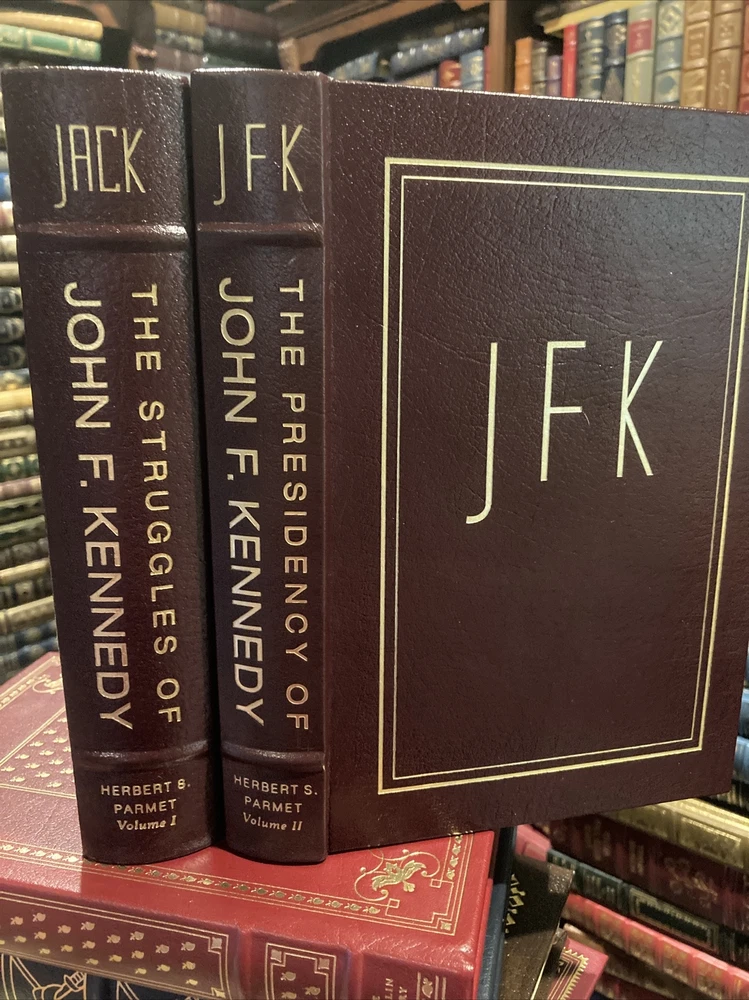 JACK
THE STRUGGLES OF
JOHN F. KENNEDY
HERBERT S.
PARMET
Volume I
JFK
THE PRESIDENCY OF
JOHN F. KENNEDY
HERBERT S.
PARMET
Volume II
JFK